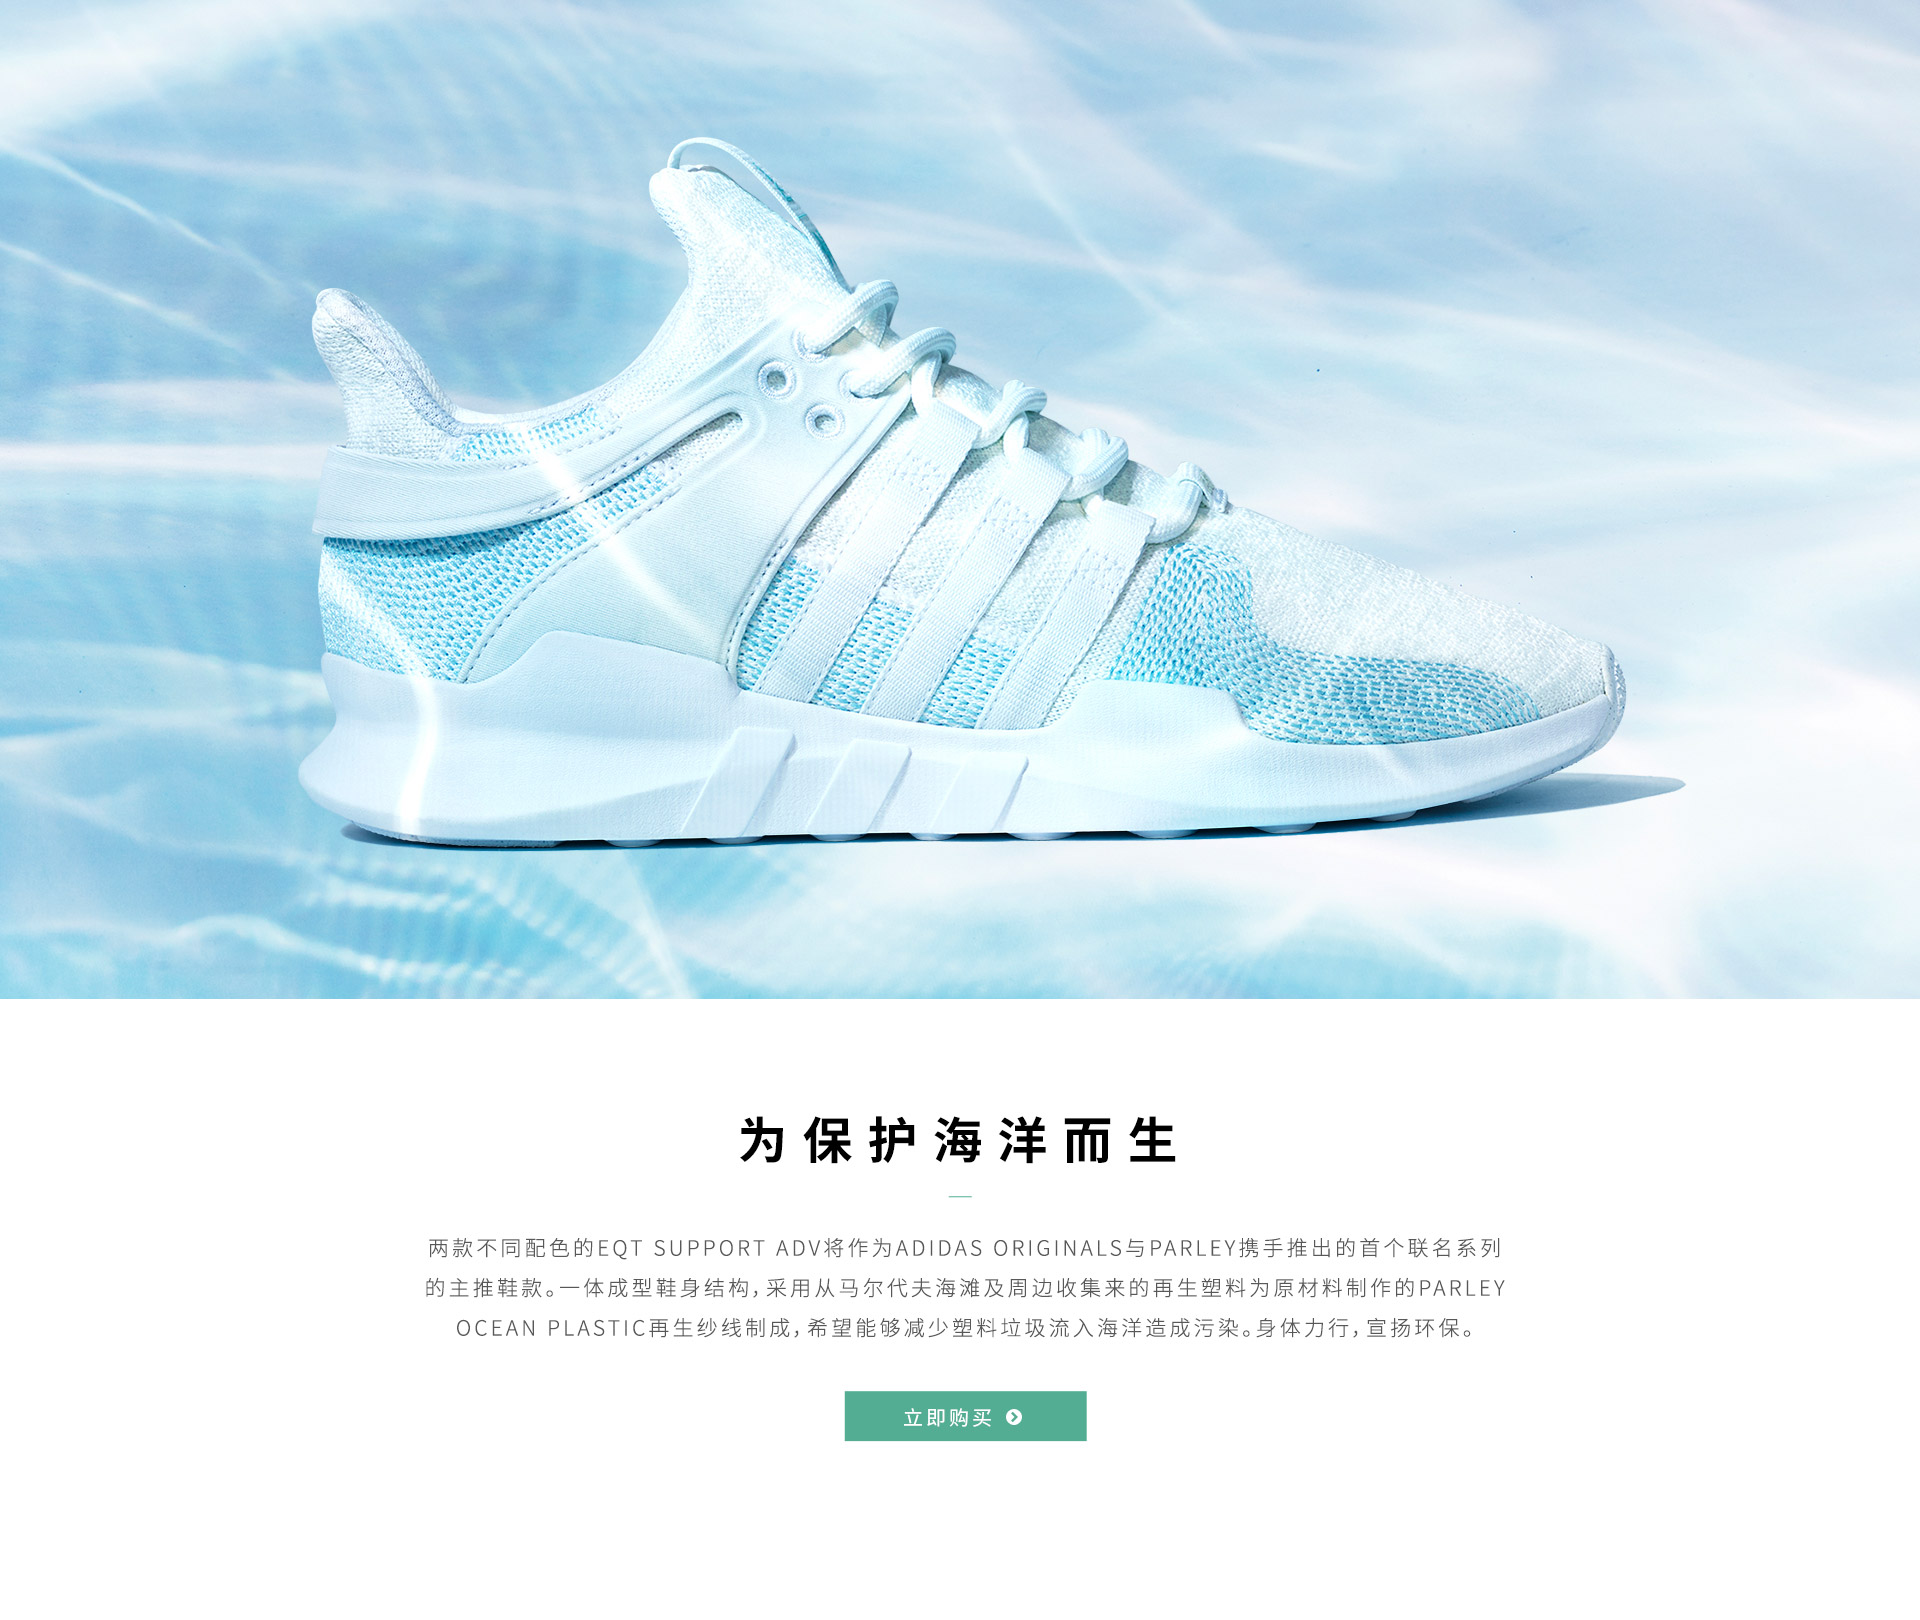 为保护海洋而生
两款不同配色的EQT SUPPORT ADV将作为ADIDAS ORIGINALS与PARLEY携手推出的首个联名系列
的主推鞋款。一体成型鞋身结构，采用从马尔代夫海滩及周边收集来的再生塑料为原材料制作的PARLEY
OCEAN PLASTIC再生纱线制成，希望能够减少塑料垃圾流入海洋造成污染。身体力行，宣扬环保。
立即购买